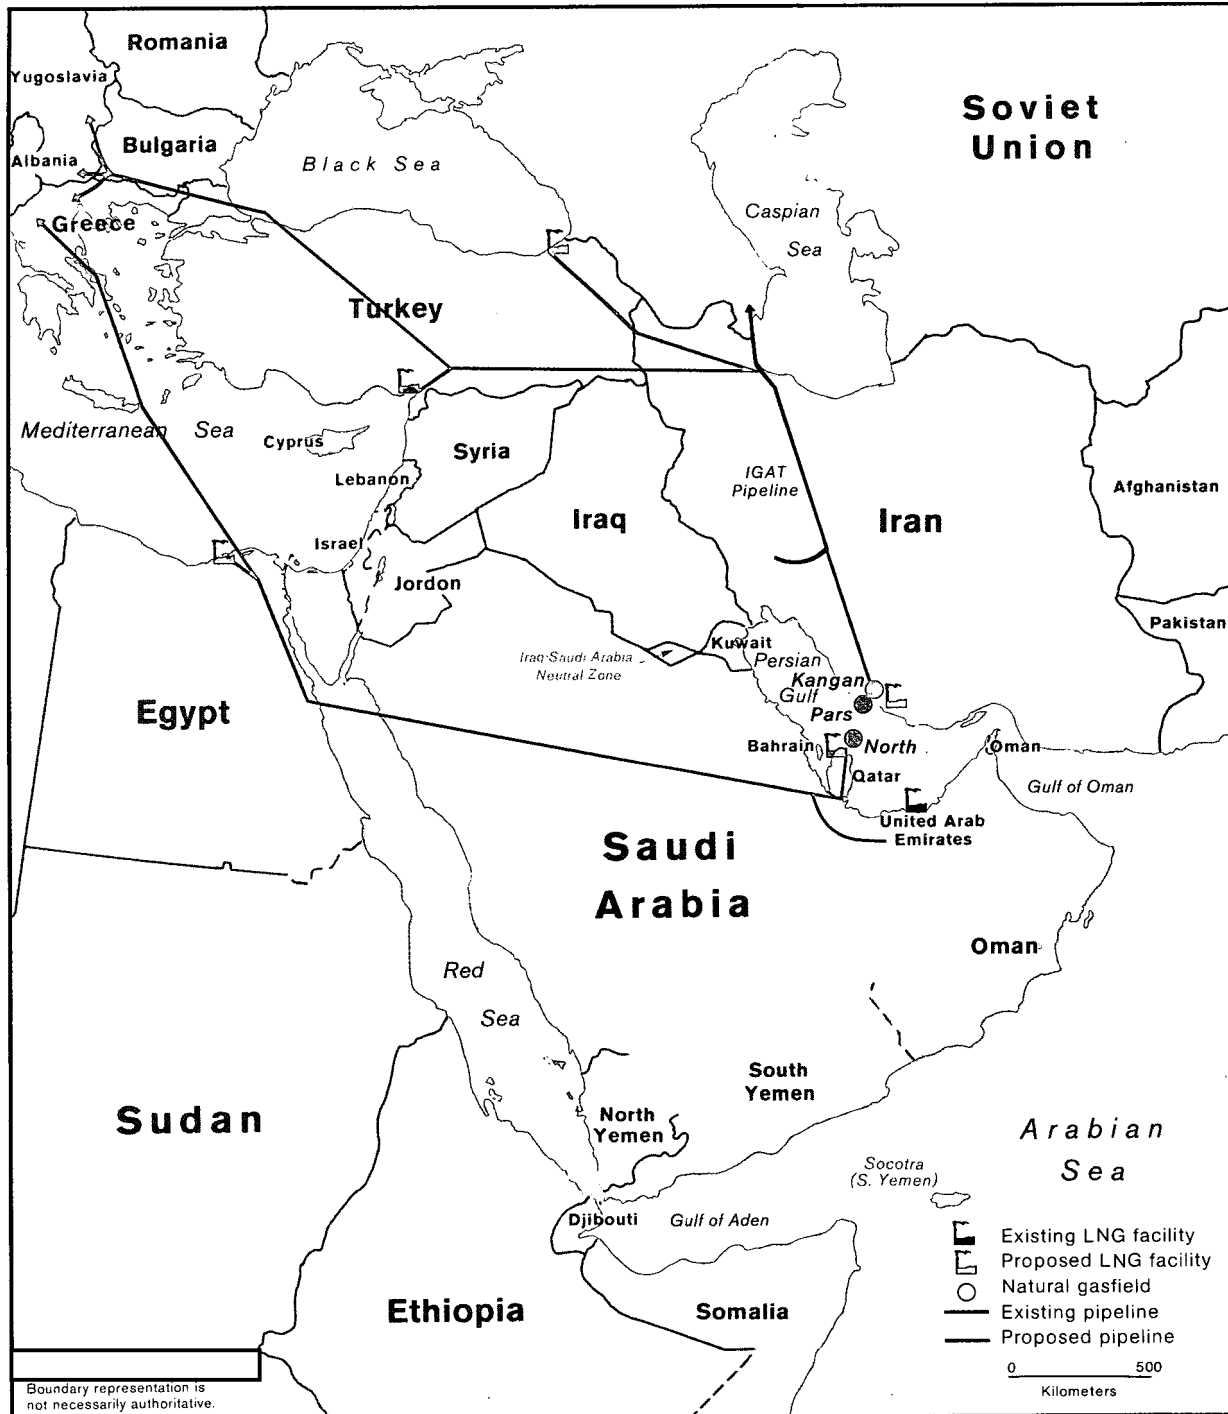 Romania
Yugoslavia
Soviet
Union
Bulgaria
Black Sea
Albania
Caspian
Sea
Greece
Turkey
Mediterranean Sea
Cyprus
Syria
Lebanon
IGAT
Pipeline
Afghanistan
Iraq
Iran
Israel
Jordon
Pakistan
Kuwait
Iraq-Saudi Arabia
Neutral Zone
Persian
Gulf
Kangan
Pars
Egypt
Bahrain
North
Oman
Qatar
Gulf of Oman
United Arab
Emirates
Saudi
Arabia
Oman
Red
Sea
South
Yemen
Sudan
North
Yemen
Arabian
Sea
Socotra
(S. Yemen)
Djibouti
Gulf of Aden
Ethiopia
Somalia
Existing LNG facility
Proposed LNG facility
Natural gasfield
Existing pipeline
Proposed pipeline
0 500
Kilometers
Boundary representation is
not necessarily authoritative.